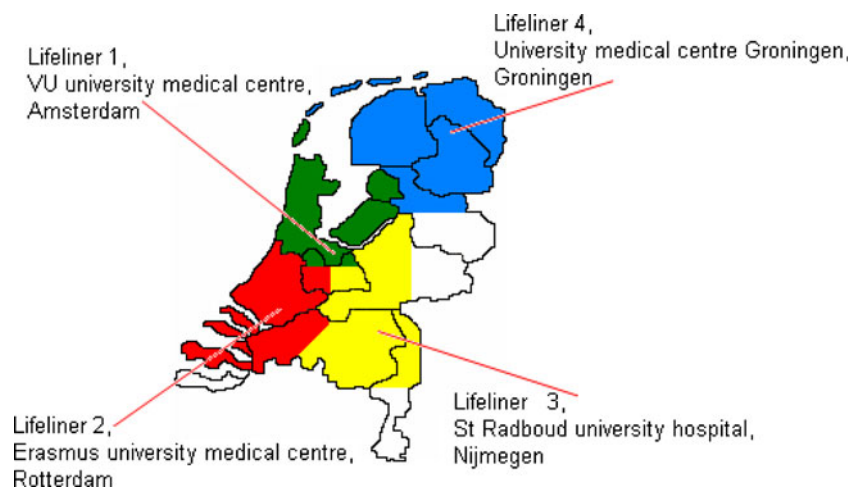 Lifeliner 1,
VU university medical centre,
Amsterdam
Lifeliner 4,
University medical centre Groningen,
Groningen
Lifeliner 2,
Erasmus university medical centre,
Rotterdam
Lifeliner 3,
St Radboud university hospital,
Nijmegen